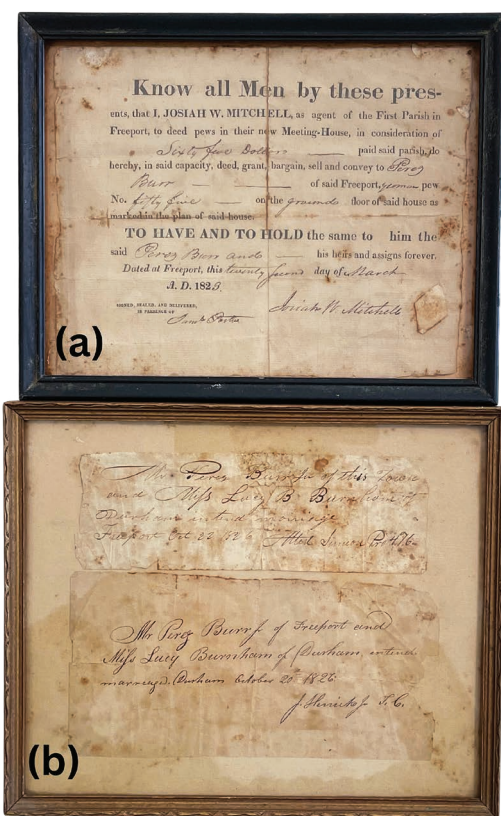 Know all Men by these pres-
ents, that I, JOSIAH W. MITCHELL, as agent of the First Parish in
Freeport, to deed pews in their new Meeting-House, in consideration of
Sixty five Dollars paid said parish, do
hereby, in said capacity, deed, grant, bargain, sell and convey to Perez
Burr of said Freeport, yeoman pew
No. fifty five on the ground floor of said house as
marked in the plan of said house.
TO HAVE AND TO HOLD the same to him the
said Perez Burr and his heirs and assigns forever.
Dated at Freeport, this twenty second day of March
A. D. 182
SIGNED, SEALED, AND DELIVERED,
IN PRESENCE OF
Josiah W. Mitchell
(a)
Mr. Perez Burr Jr of this Town
and Miss Lucy B Burnham of
Durham intend marriage
Freeport Oct 22 1826 Attest Simeon
Mr Perez Burr Jr of Freeport and
Miss Lucy Burnham of Durham, intend
marriage. Durham October 20 1826
J. T. C.
(b)